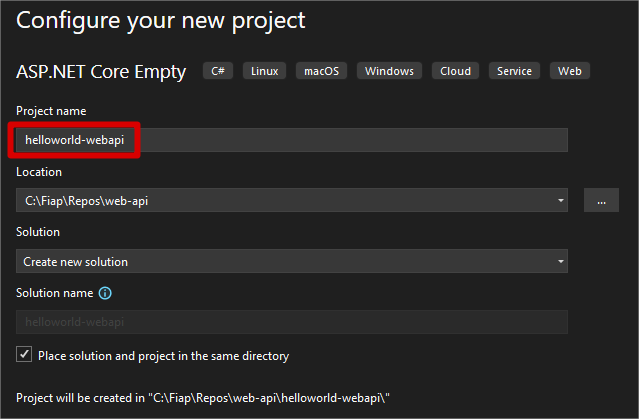 Configure your new project
ASP.NET Core Empty C# Linux macOS Windows Cloud Service Web
Project name
helloworld-webapi
Location
C:\Fiap\Repos\web-api
...
Solution
Create new solution
Solution name
helloworld-webapi
Place solution and project in the same directory
Project will be created in "C:\Fiap\Repos\web-api\helloworld-webapi\"